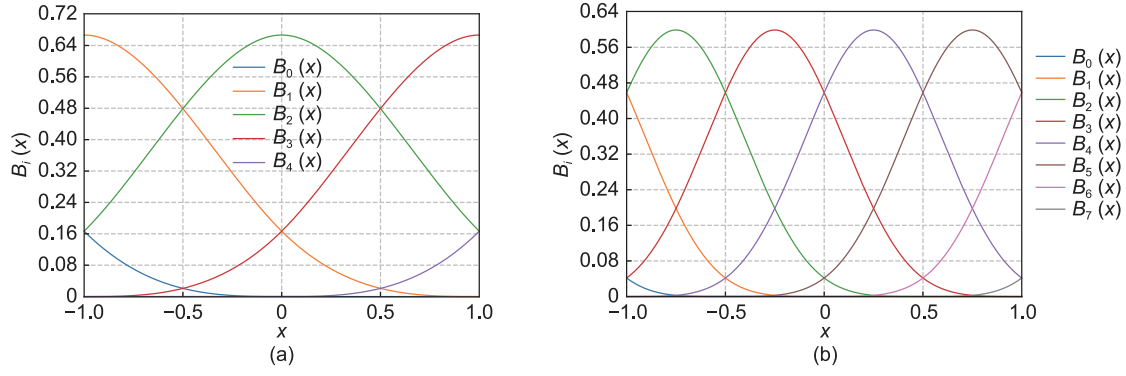 0.72
0.64
0.56
0.48
0.40
0.32
0.24
0.16
0.08
0
B_i (x)
B_0 (x)
B_1 (x)
B_2 (x)
B_3 (x)
B_4 (x)
−1.0 −0.5 0 0.5 1.0
x
(a)
0.64
0.56
0.48
0.40
0.32
0.24
0.16
0.08
0
B_i (x)
−1.0 −0.5 0 0.5 1.0
x
(b)
B_0 (x)
B_1 (x)
B_2 (x)
B_3 (x)
B_4 (x)
B_5 (x)
B_6 (x)
B_7 (x)